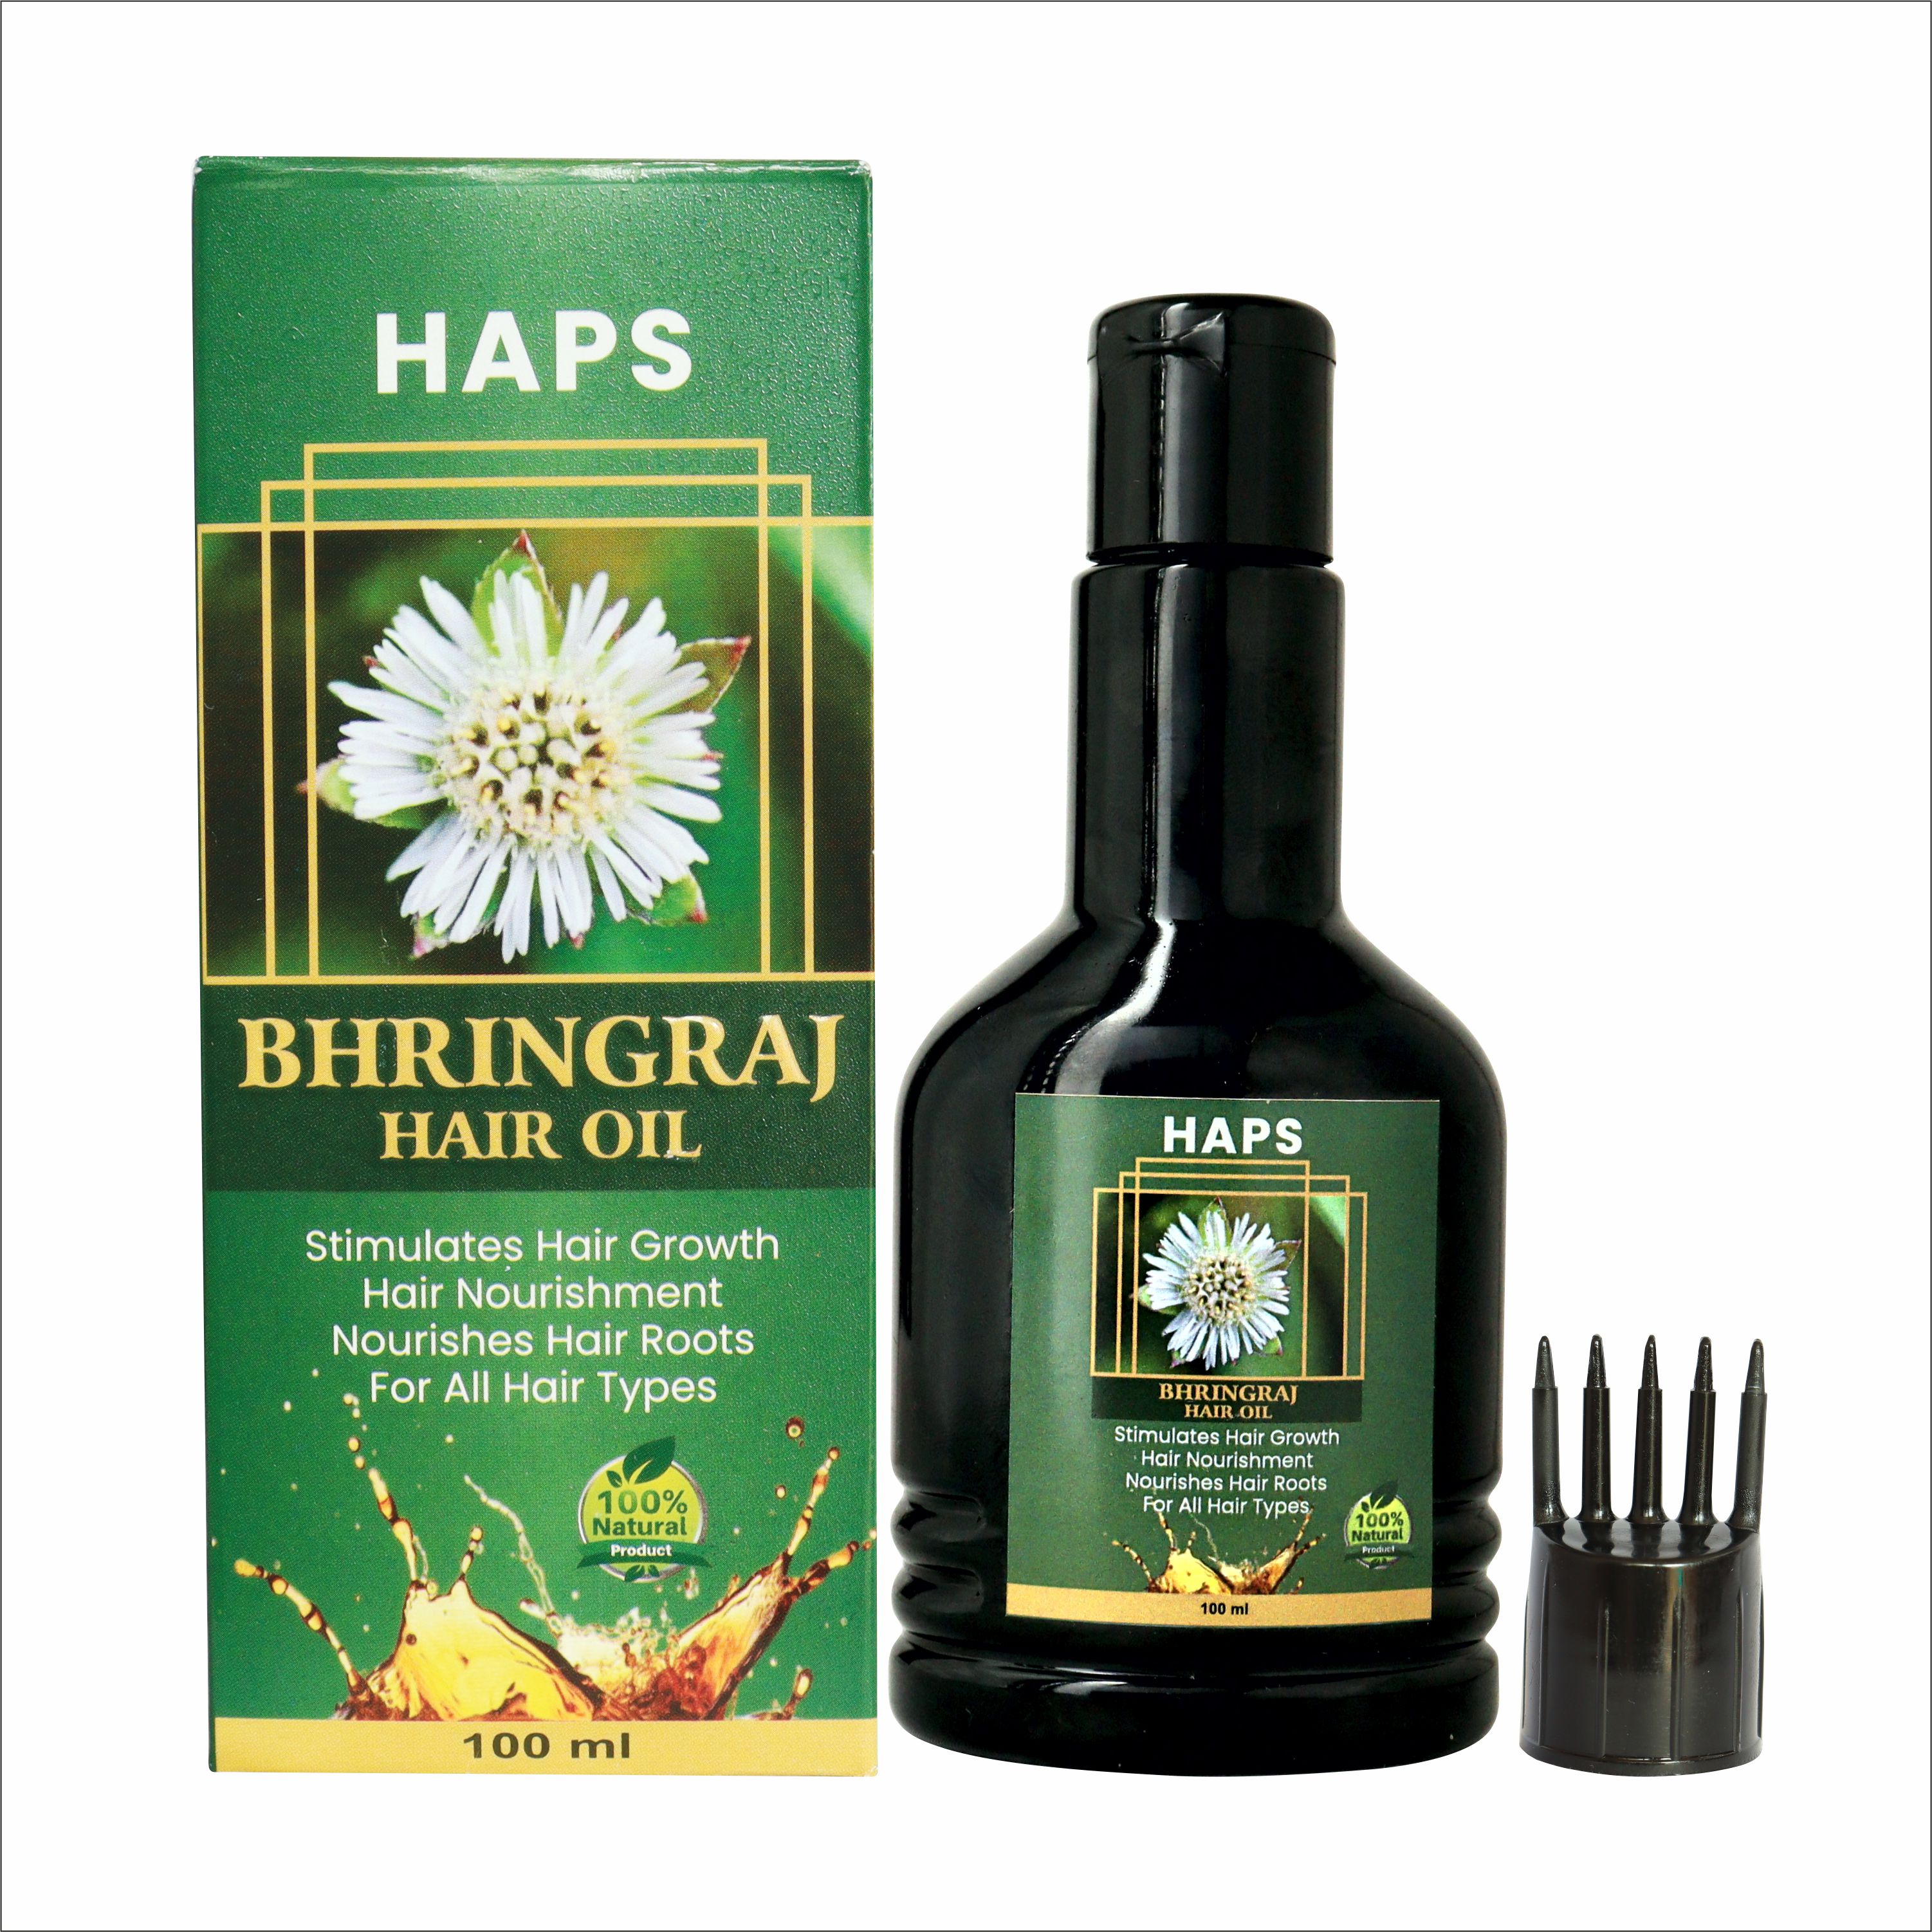 HAPS
BHRINGRAJ
HAIR OIL
Stimulates Hair Growth
Hair Nourishment
Nourishes Hair Roots
For All Hair Types
100%
Natural
Product
100 ml
HAPS
BHRINGRAJ
HAIR OIL
Stimulates Hair Growth
Hair Nourishment
Nourishes Hair Roots
For All Hair Types
100%
Natural
Product
100 ml